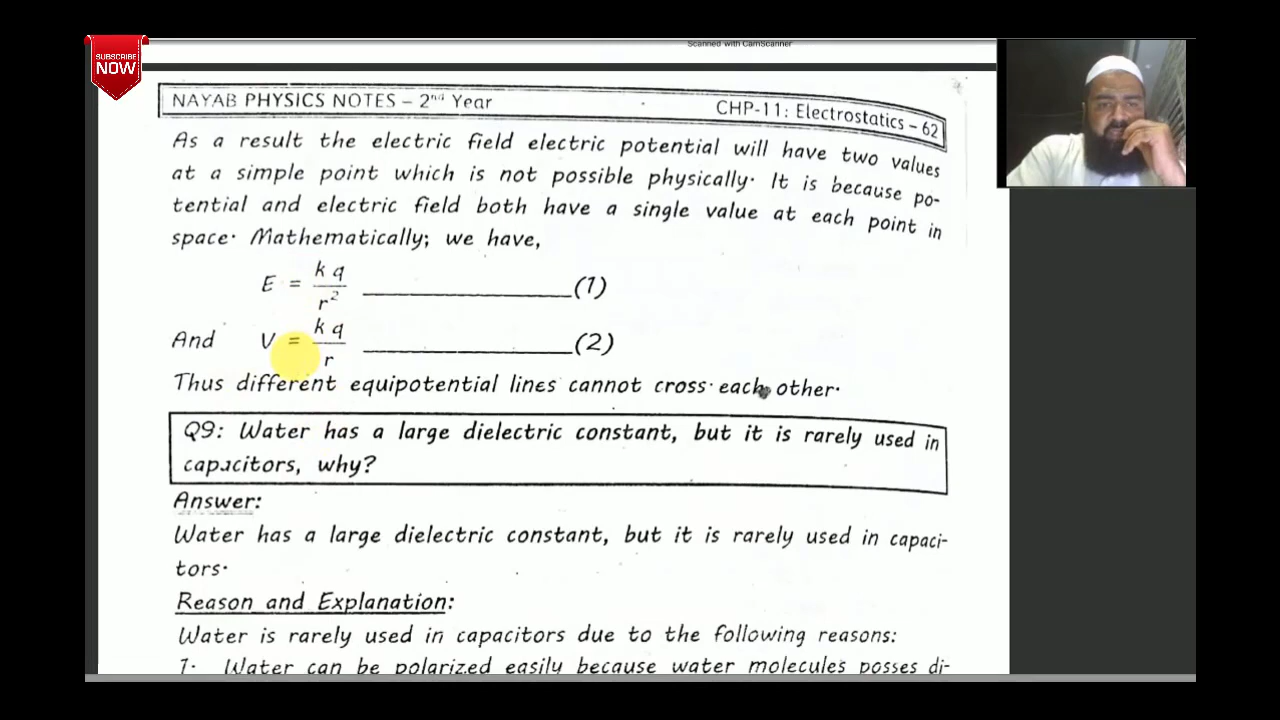 Scanned with CamScanner
SUBSCRIBE
NOW
NAYAB PHYSICS NOTES – 2nd Year CHP-11: Electrostatics – 62
As a result the electric field electric potential will have two values
at a simple point which is not possible physically. It is because po-
tential and electric field both have a single value at each point in
space. Mathematically; we have,
E = k q / r² ____________________(1)
And V = k q / r ____________________(2)
Thus different equipotential lines cannot cross each other.
Q9: Water has a large dielectric constant, but it is rarely used in
capacitors, why?
Answer:
Water has a large dielectric constant, but it is rarely used in capaci-
tors.
Reason and Explanation:
Water is rarely used in capacitors due to the following reasons:
1. Water can be polarized easily because water molecules posses di-